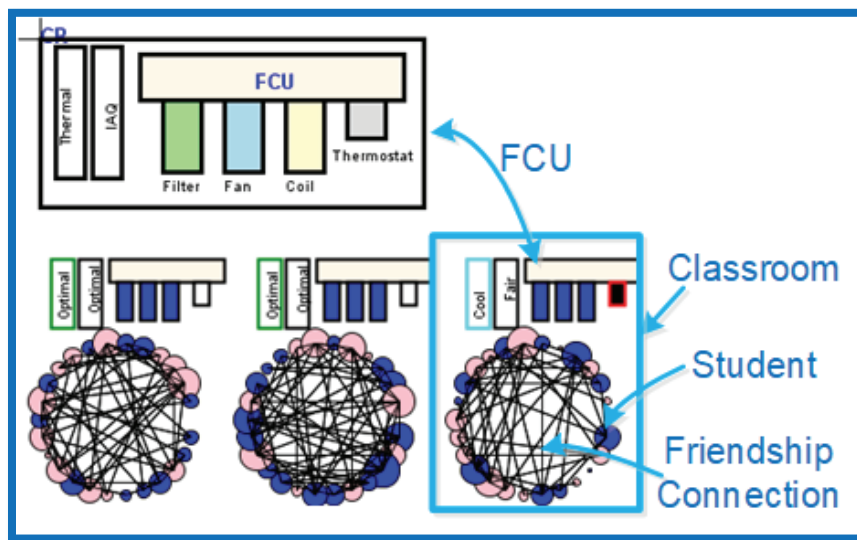 CR
Thermal
IAQ
FCU
Filter
Fan
Coil
Thermostat
FCU
Optimal
Optimal
Optimal
Optimal
Cool
Fair
Classroom
Student
Friendship
Connection